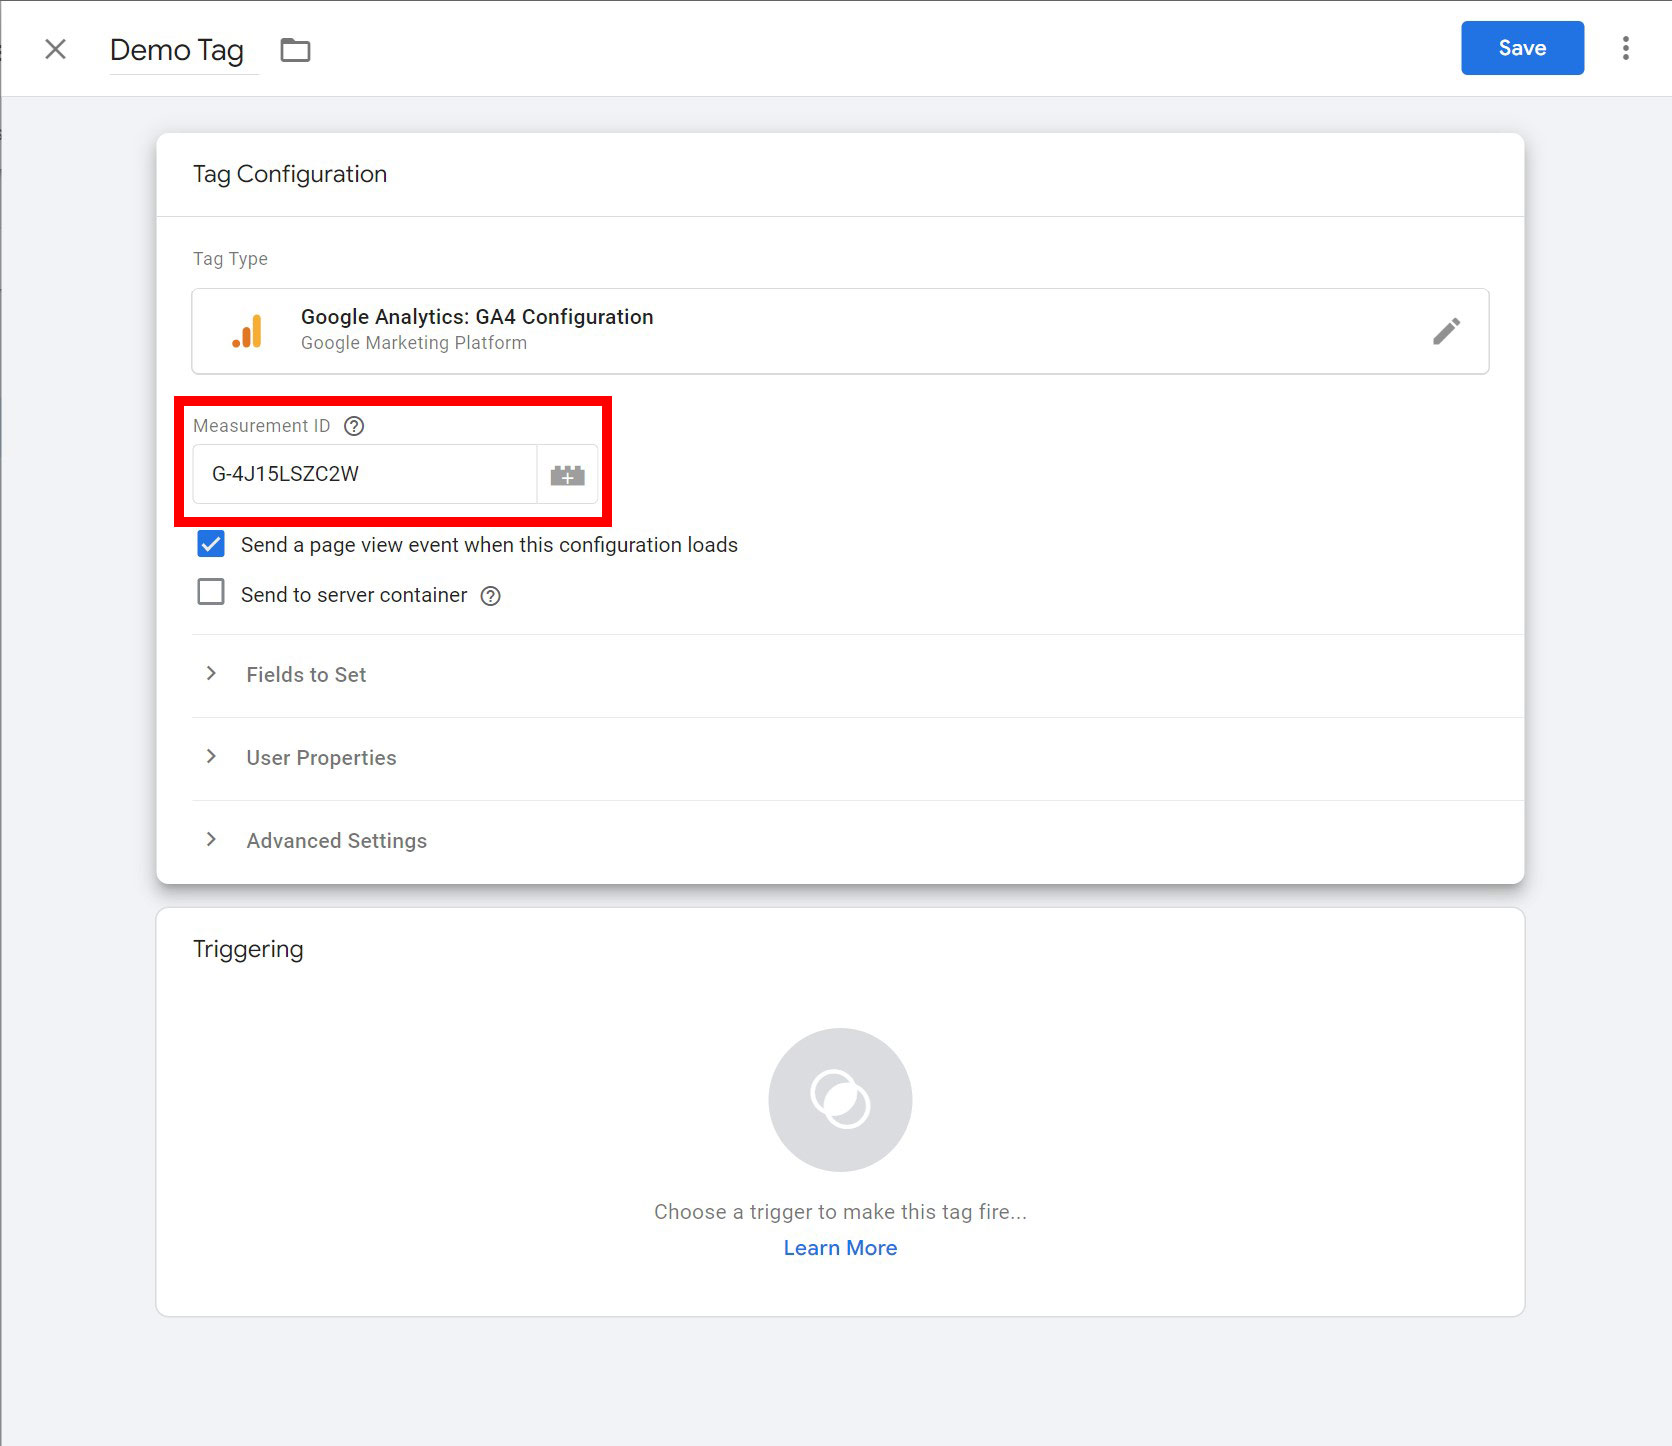 Demo Tag
Save
Tag Configuration
Tag Type
Google Analytics: GA4 Configuration
Google Marketing Platform
Measurement ID
G-4J15LSZC2W
Send a page view event when this configuration loads
Send to server container
Fields to Set
User Properties
Advanced Settings
Triggering
Choose a trigger to make this tag fire...
Learn More